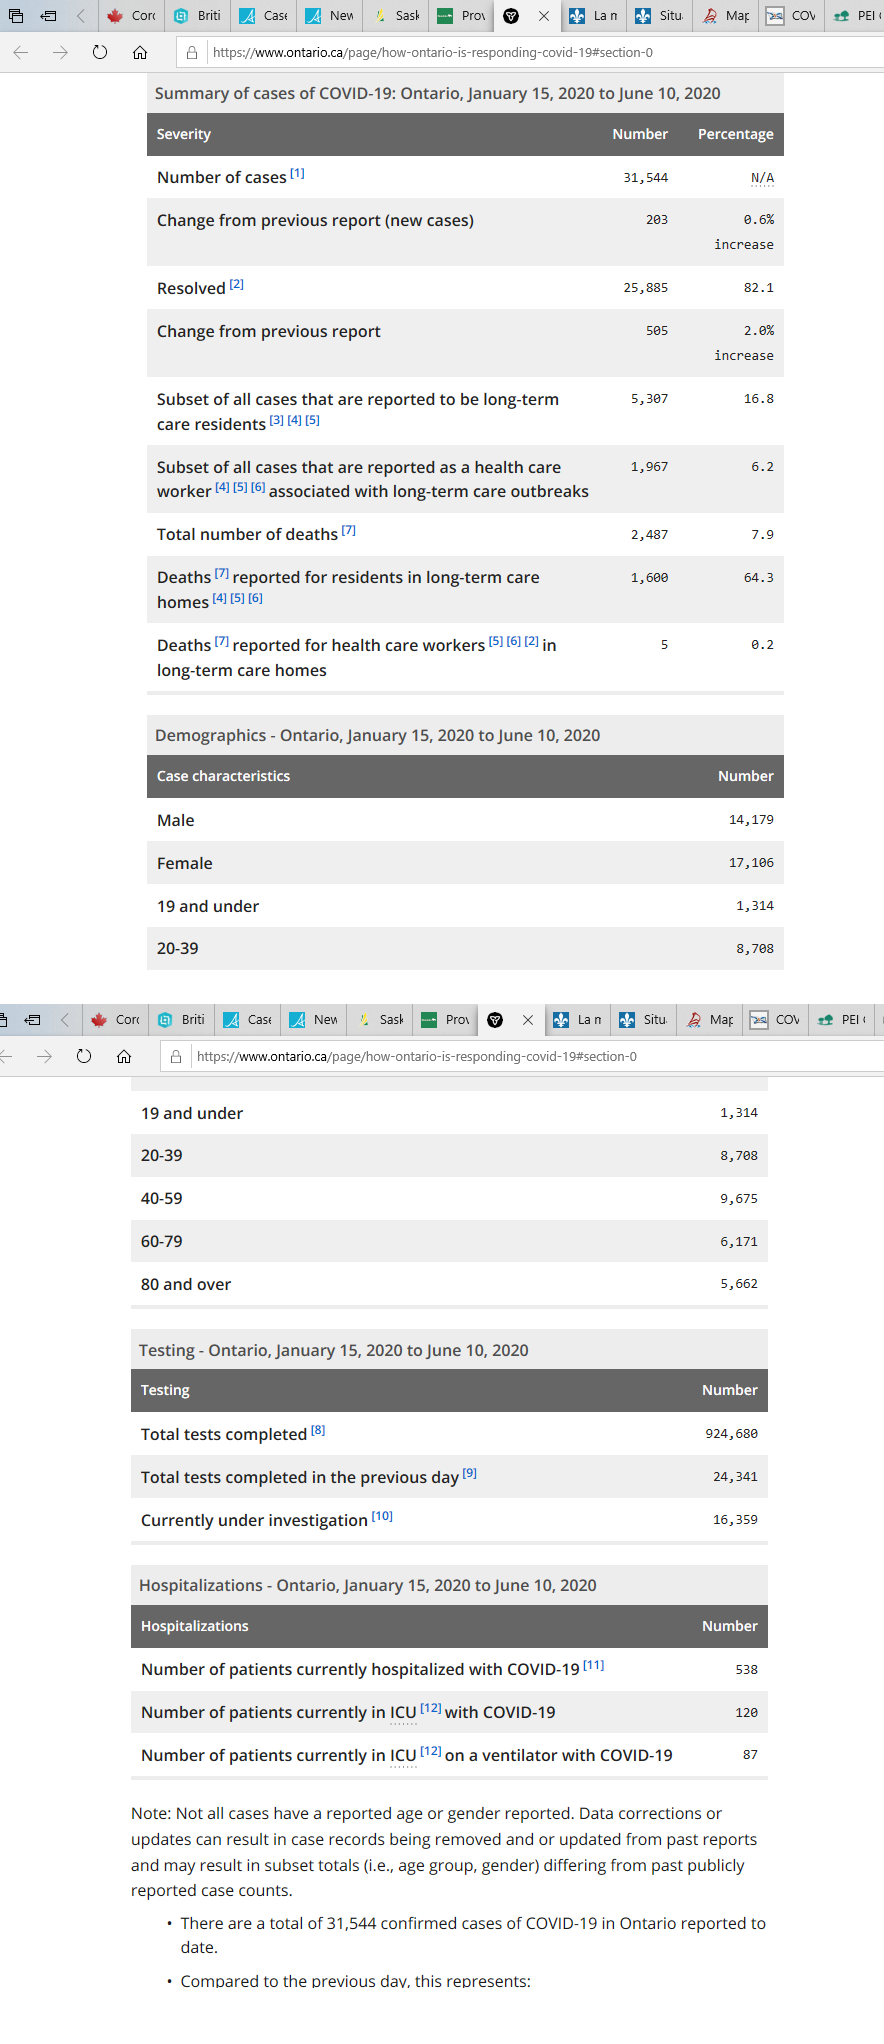 Corc Briti Case New Sask Prov La m Situ Map COV PEI
https://www.ontario.ca/page/how-ontario-is-responding-covid-19#section-0
Summary of cases of COVID-19: Ontario, January 15, 2020 to June 10, 2020
Severity Number Percentage
Number of cases [1] 31,544 N/A
Change from previous report (new cases) 203 0.6%
increase
Resolved [2] 25,885 82.1
Change from previous report 505 2.0%
increase
Subset of all cases that are reported to be long-term 5,307 16.8
care residents [3] [4] [5]
Subset of all cases that are reported as a health care 1,967 6.2
worker [4] [5] [6] associated with long-term care outbreaks
Total number of deaths [7] 2,487 7.9
Deaths [7] reported for residents in long-term care 1,600 64.3
homes [4] [5] [6]
Deaths [7] reported for health care workers [5] [6] [2] in 5 0.2
long-term care homes
Demographics - Ontario, January 15, 2020 to June 10, 2020
Case characteristics Number
Male 14,179
Female 17,106
19 and under 1,314
20-39 8,708
Corc Briti Case New Sask Prov La m Situ Map COV PEI
https://www.ontario.ca/page/how-ontario-is-responding-covid-19#section-0
19 and under 1,314
20-39 8,708
40-59 9,675
60-79 6,171
80 and over 5,662
Testing - Ontario, January 15, 2020 to June 10, 2020
Testing Number
Total tests completed [8] 924,680
Total tests completed in the previous day [9] 24,341
Currently under investigation [10] 16,359
Hospitalizations - Ontario, January 15, 2020 to June 10, 2020
Hospitalizations Number
Number of patients currently hospitalized with COVID-19 [11] 538
Number of patients currently in ICU [12] with COVID-19 120
Number of patients currently in ICU [12] on a ventilator with COVID-19 87
Note: Not all cases have a reported age or gender reported. Data corrections or
updates can result in case records being removed and or updated from past reports
and may result in subset totals (i.e., age group, gender) differing from past publicly
reported case counts.
• There are a total of 31,544 confirmed cases of COVID-19 in Ontario reported to
date.
• Compared to the previous day, this represents: